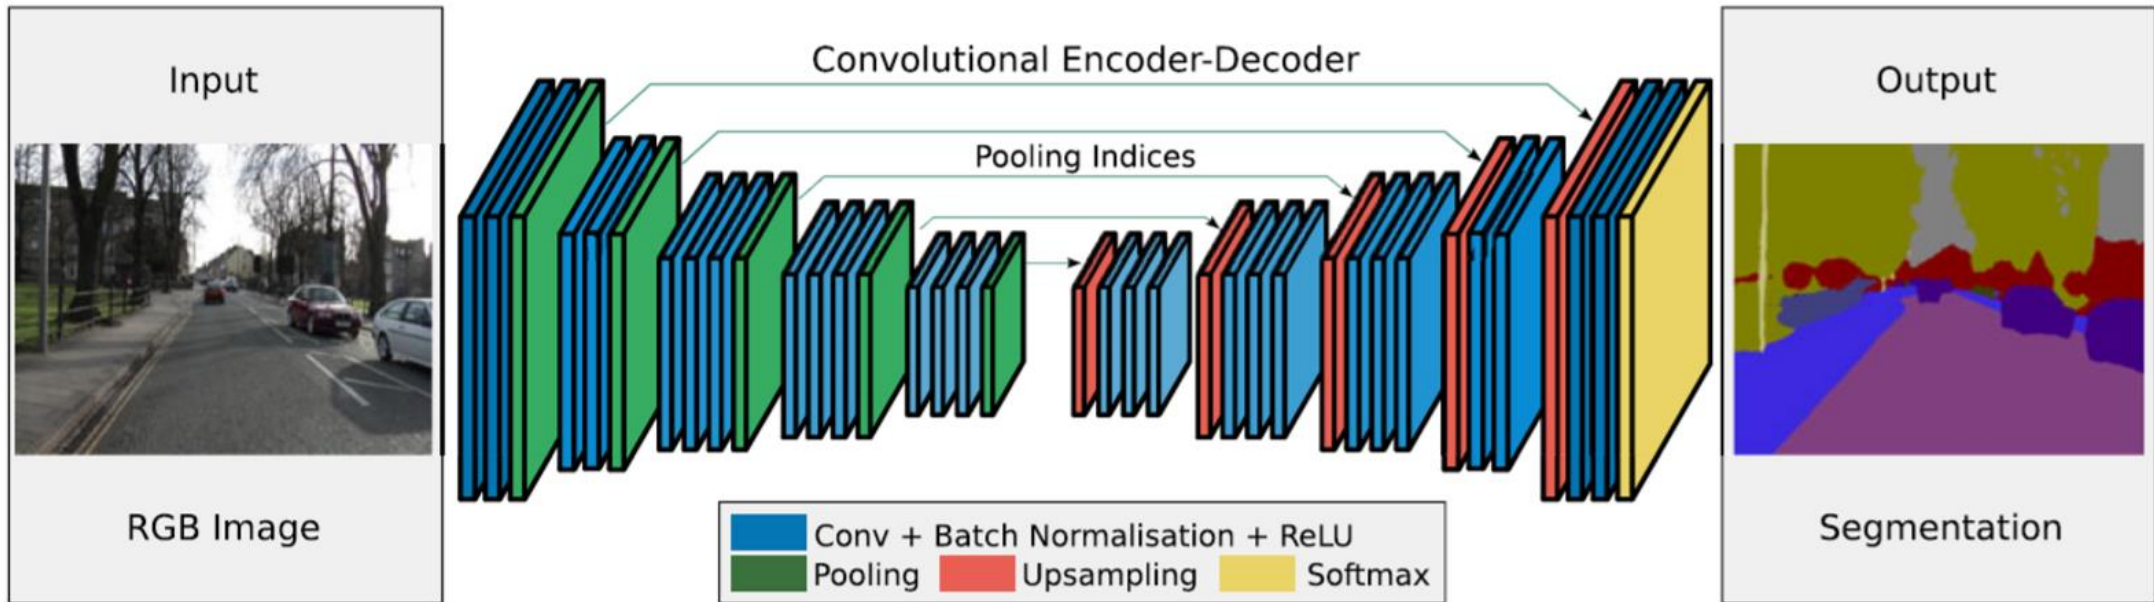 Input
RGB Image
Convolutional Encoder-Decoder
Pooling Indices
Conv + Batch Normalisation + ReLU
Pooling Upsampling Softmax
Output
Segmentation